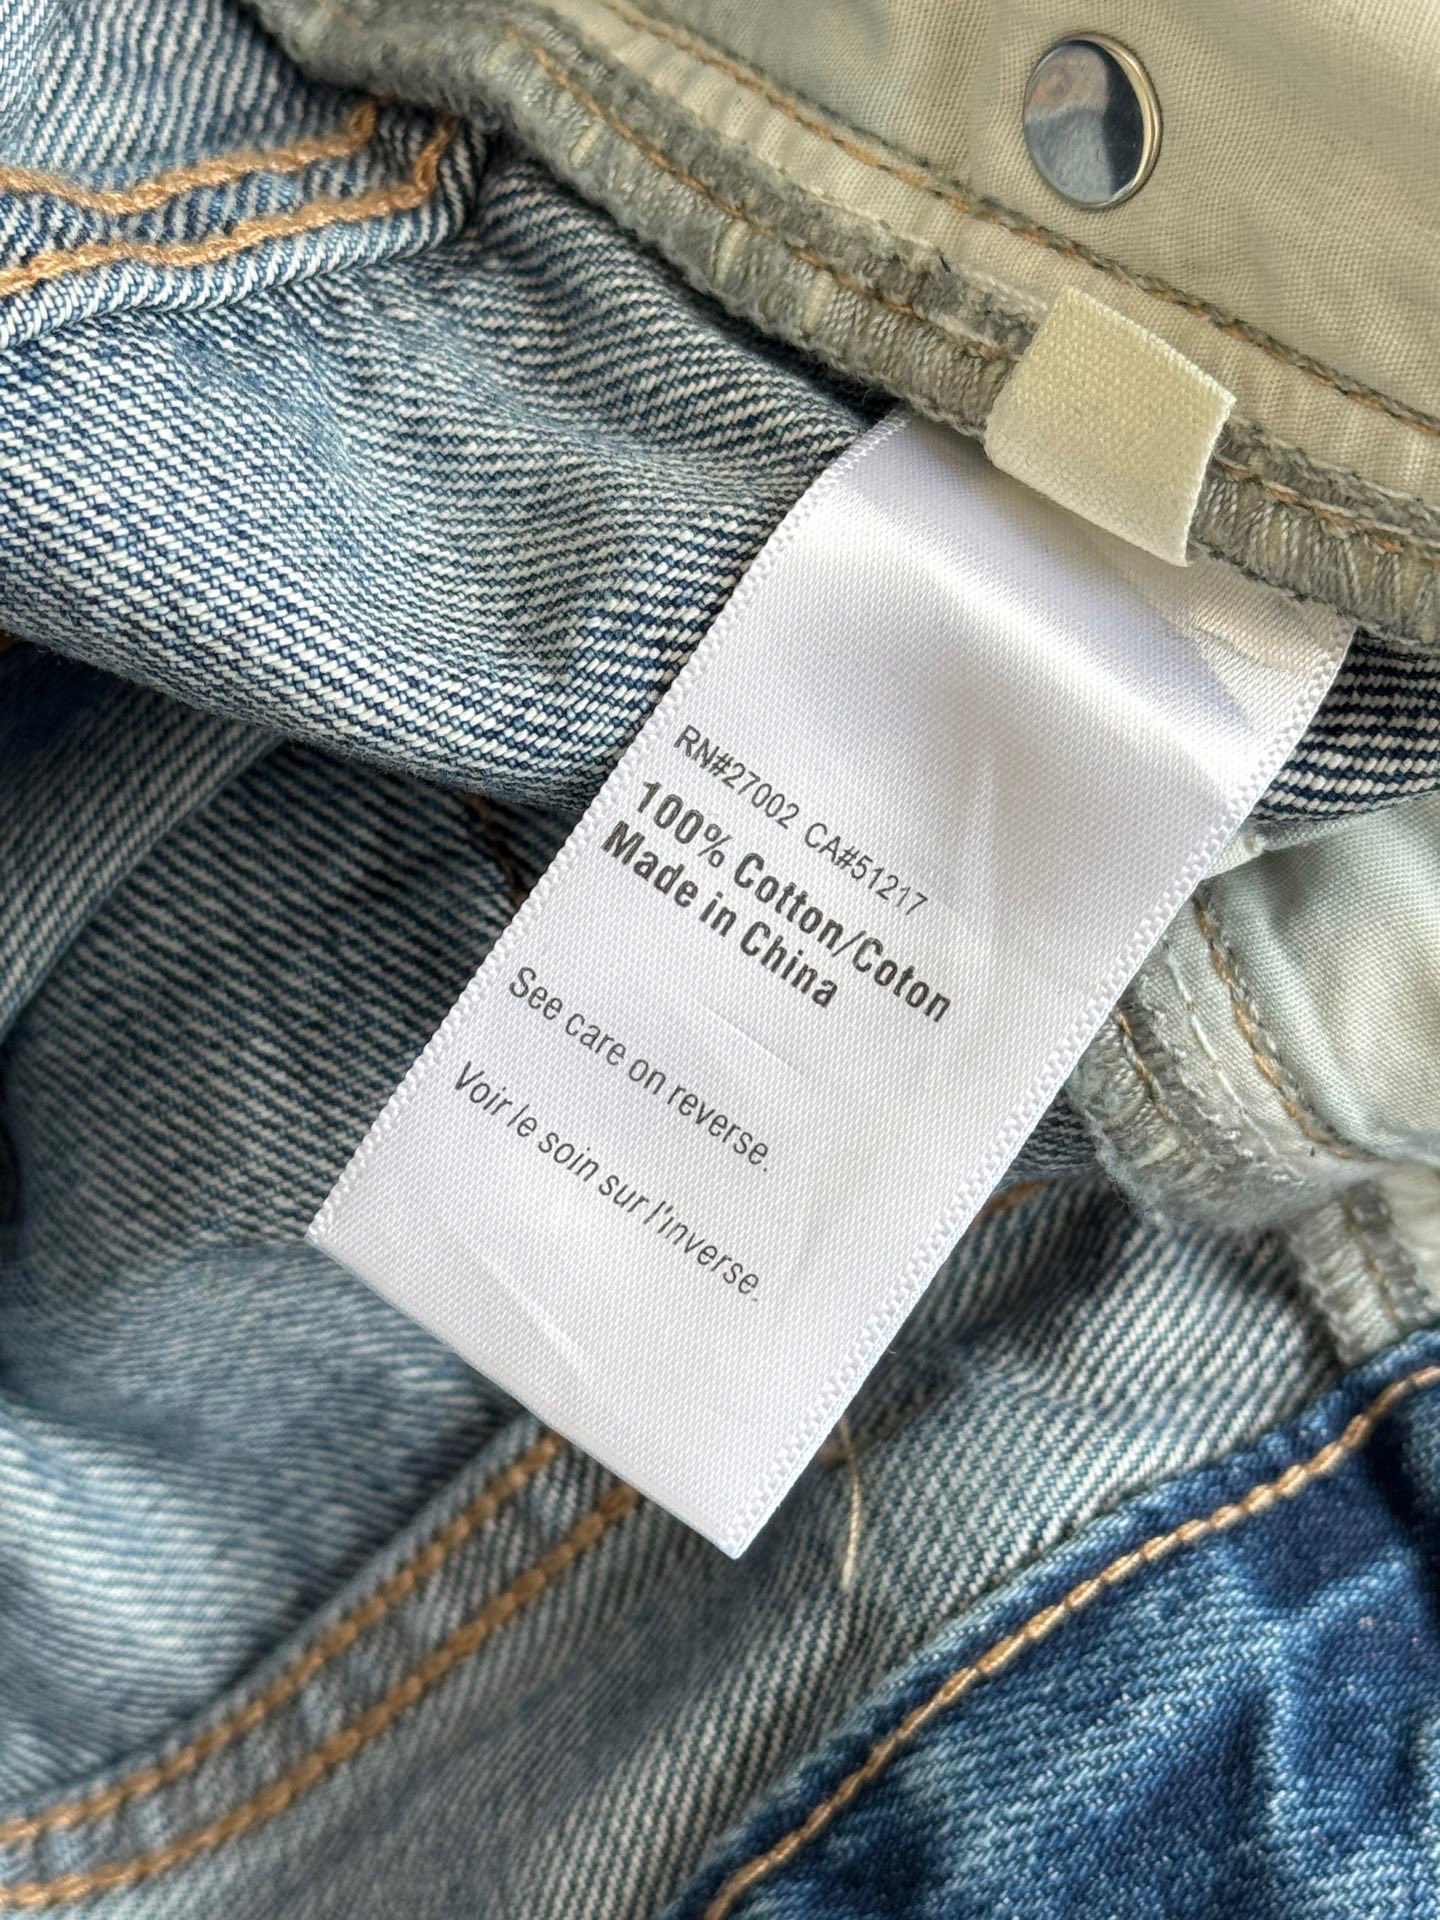 RN#27002 CA#51217
100% Cotton/Coton
Made in China
See care on reverse.
Voir le soin sur l'inverse.